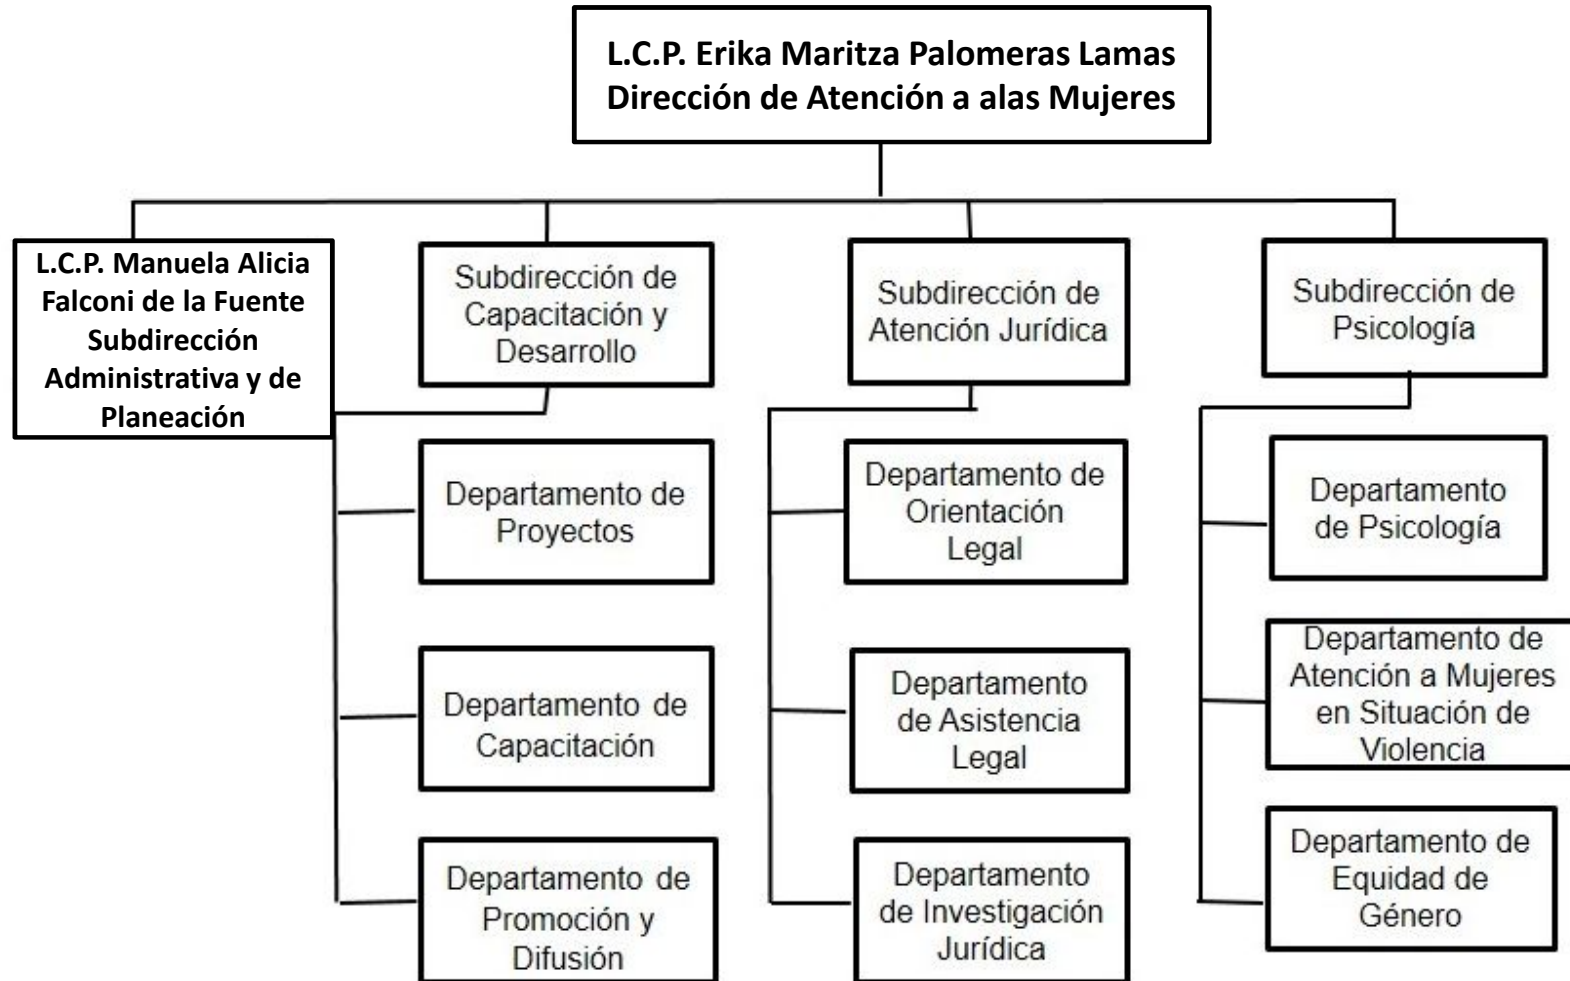 L.C.P. Erika Maritza Palomeras Lamas
Dirección de Atención a alas Mujeres
L.C.P. Manuela Alicia
Falconi de la Fuente
Subdirección
Administrativa y de
Planeación
Subdirección de
Capacitación y
Desarrollo
Subdirección de
Atención Jurídica
Subdirección de
Psicología
Departamento de
Proyectos
Departamento de
Orientación
Legal
Departamento
de Psicología
Departamento de
Capacitación
Departamento
de Asistencia
Legal
Departamento de
Atención a Mujeres
en Situación de
Violencia
Departamento de
Promoción y
Difusión
Departamento
de Investigación
Jurídica
Departamento de
Equidad de
Género